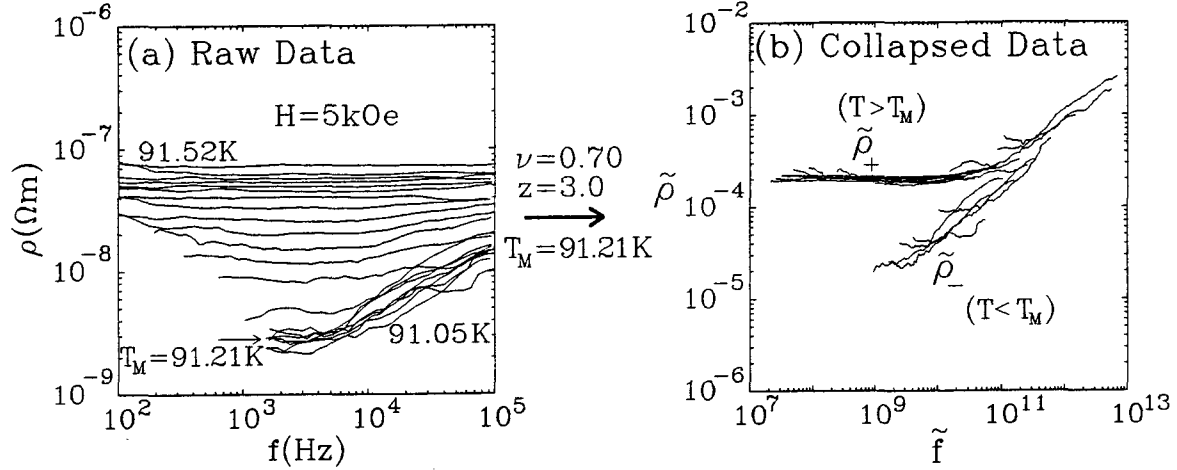 (a) Raw Data
H=5kOe
91.52K
91.05K
T_M=91.21K
10^-6
10^-7
10^-8
10^-9
ρ(Ωm)
10^2
10^3
10^4
10^5
f(Hz)
ν=0.70
z=3.0
T_M=91.21K
(b) Collapsed Data
(T>T_M)
ρ̃_+
ρ̃_-
(T<T_M)
10^-2
10^-3
10^-4
10^-5
10^-6
ρ̃
10^7
10^9
10^11
10^13
f̃